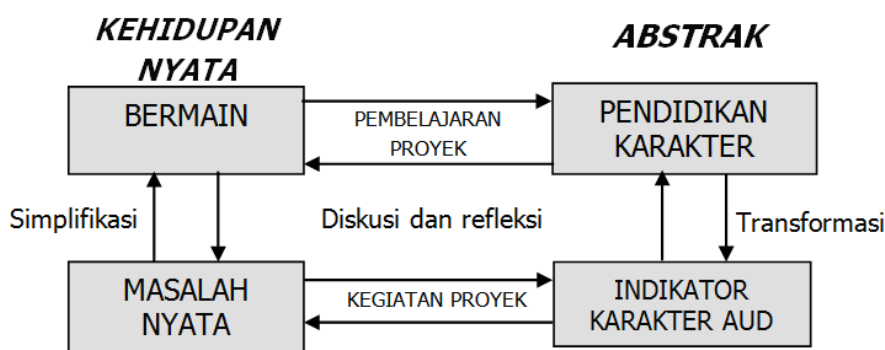 KEHIDUPAN
NYATA
ABSTRAK
BERMAIN
PEMBELAJARAN
PROYEK
PENDIDIKAN
KARAKTER
Simplifikasi
Diskusi dan refleksi
Transformasi
MASALAH
NYATA
KEGIATAN PROYEK
INDIKATOR
KARAKTER AUD